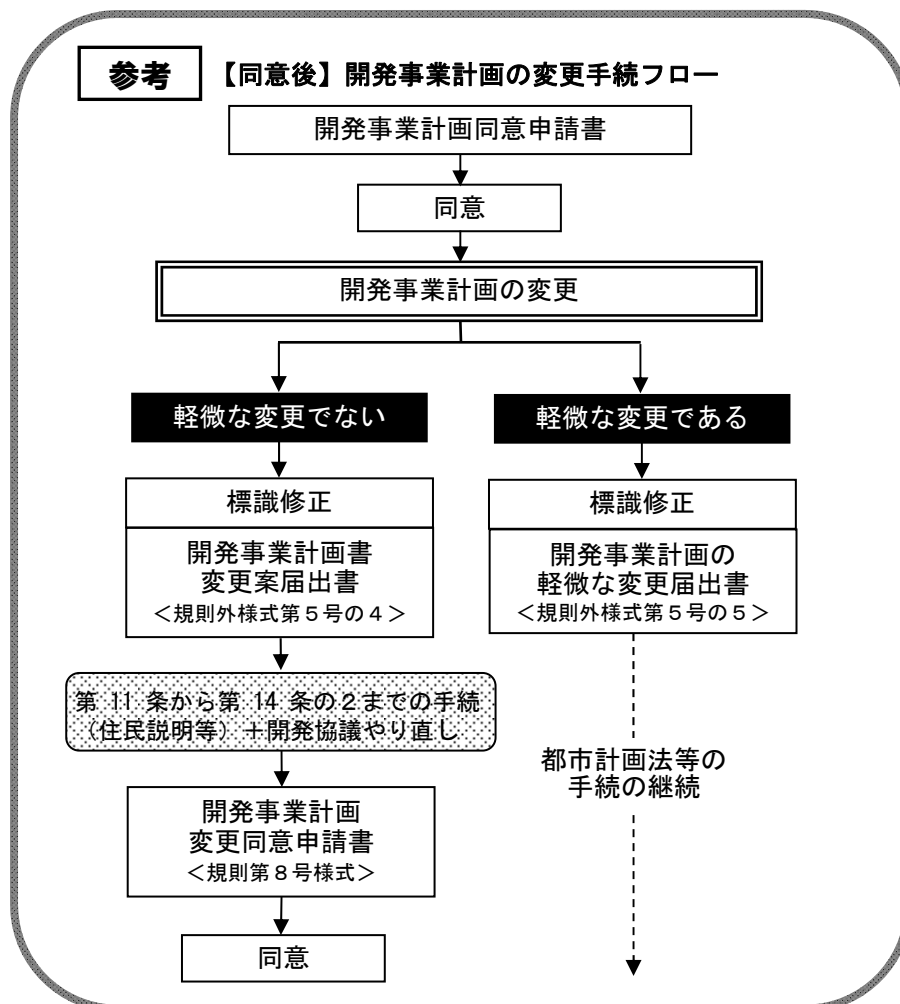 参考
【同意後】開発事業計画の変更手続フロー
開発事業計画同意申請書
同意
開発事業計画の変更
軽微な変更でない
標識修正
開発事業計画書
変更案届出書
＜規則外様式第５号の４＞
第 11 条から第 14 条の２までの手続
（住民説明等）＋開発協議やり直し
開発事業計画
変更同意申請書
＜規則第８号様式＞
同意
軽微な変更である
標識修正
開発事業計画の
軽微な変更届出書
＜規則外様式第５号の５＞
都市計画法等の
手続の継続